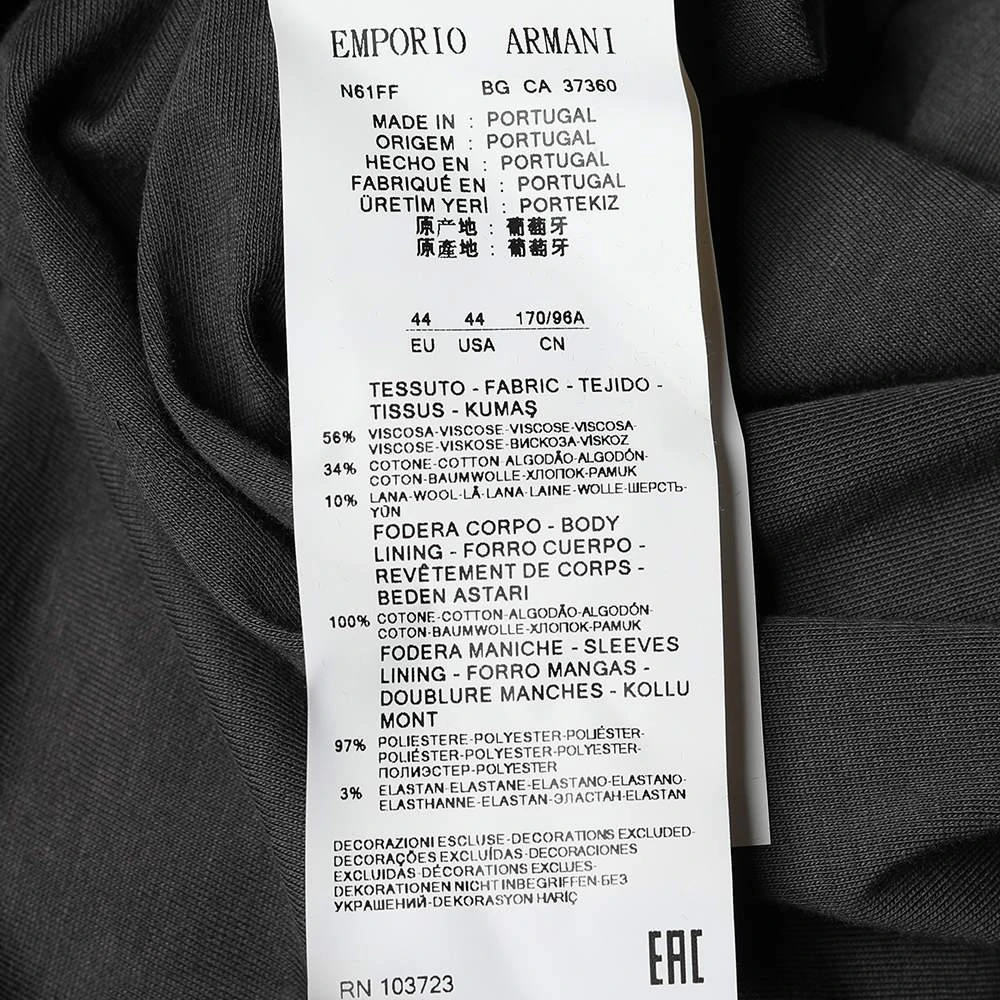 EMPORIO ARMANI
N61FF BG CA 37360
MADE IN : PORTUGAL
ORIGEM : PORTUGAL
HECHO EN : PORTUGAL
FABRIQUÉ EN : PORTUGAL
ÜRETİM YERİ : PORTEKIZ
原产地 : 葡萄牙
原產地 : 葡萄牙
44 44 170/96A
EU USA CN
TESSUTO - FABRIC - TEJIDO -
TISSUS - KUMAŞ
56% VISCOSA-VISCOSE-VISCOSE-VISCOSA-
VISCOSE-VISKOSE-ВИСКОЗА-VİSKOZ
34% COTONE-COTTON-ALGODÃO-ALGODÓN-
COTON-BAUMWOLLE-ХЛОПОК-PAMUK
10% LANA-WOOL-LÃ-LANA-LAINE-WOLLE-ШЕРСТЬ-
YÜN
FODERA CORPO - BODY
LINING - FORRO CUERPO -
REVÊTEMENT DE CORPS -
BEDEN ASTARI
100% COTONE-COTTON-ALGODÃO-ALGODÓN-
COTON-BAUMWOLLE-ХЛОПОК-PAMUK
FODERA MANICHE - SLEEVES
LINING - FORRO MANGAS -
DOUBLURE MANCHES - KOLLU
MONT
97% POLIESTERE-POLYESTER-POLIÉSTER-
POLIÉSTER-POLYESTER-POLYESTER-
ПОЛИЭСТЕР-POLYESTER
3% ELASTAN-ELASTANE-ELASTANO-ELASTANO-
ELASTHANNE-ELASTAN-ЭЛАСТАН-ELASTAN
DECORAZIONI ESCLUSE-DECORATIONS EXCLUDED-
DECORAÇÕES EXCLUÍDAS-DECORACIONES
EXCLUIDAS-DÉCORATIONS EXCLUES-
DEKORATIONEN NICHT INBEGRIFFEN-БЕЗ
УКРАШЕНИЙ-DEKORASYON HARİÇ
EAC
RN 103723